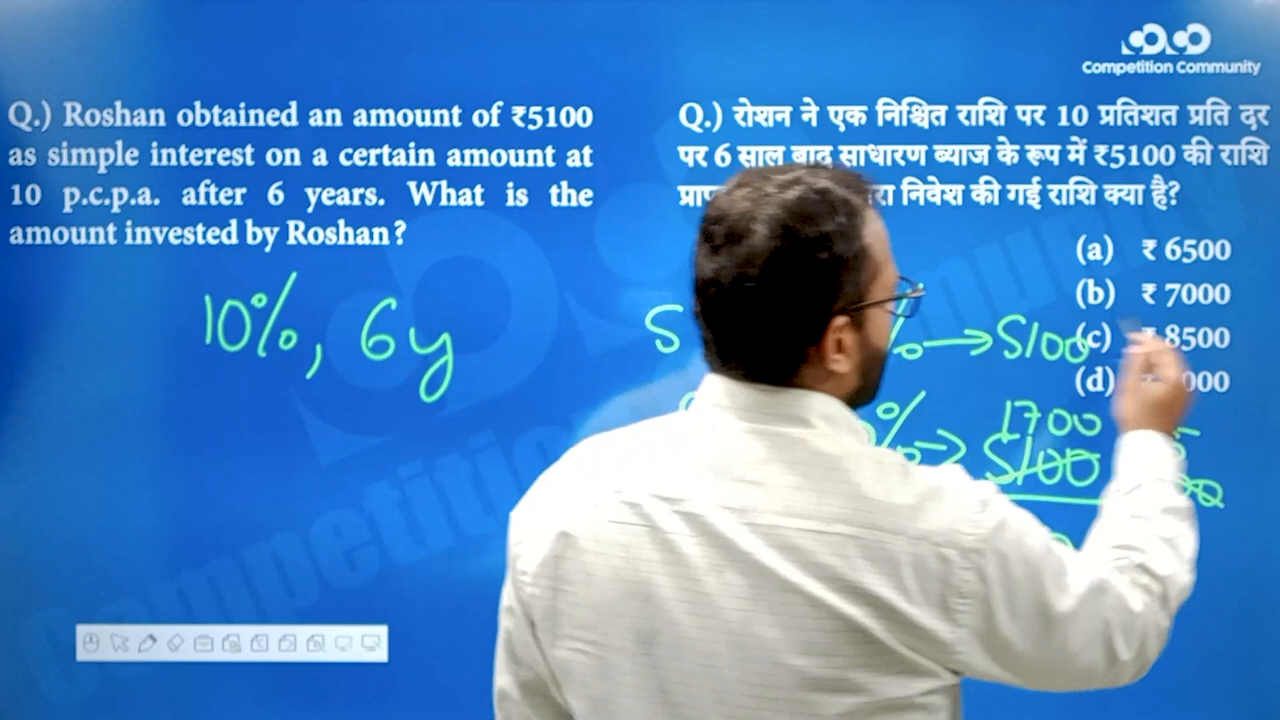 Competition Community
Q.) Roshan obtained an amount of ₹5100
as simple interest on a certain amount at
10 p.c.p.a. after 6 years. What is the
amount invested by Roshan?
Q.) रोशन ने एक निश्चित राशि पर 10 प्रतिशत प्रति दर
पर 6 साल बाद साधारण ब्याज के रूप में ₹5100 की राशि
निवेश की गई राशि क्या है?
(a) ₹ 6500
(b) ₹ 7000
(c) ₹ 8500
(d)
10%, 6y
S % → 5100
1700
% → 5100